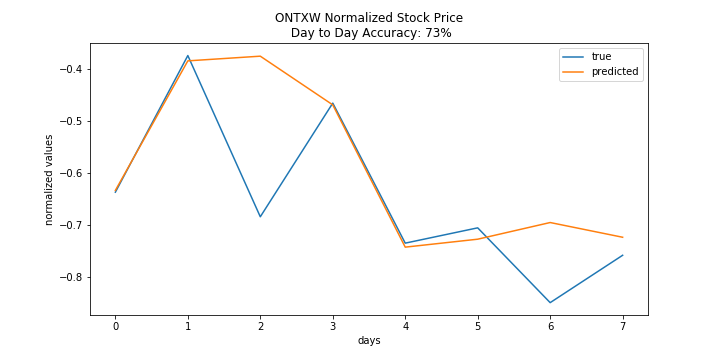 ONTXW Normalized Stock Price
Day to Day Accuracy: 73%
true
predicted
normalized values
−0.4
−0.5
−0.6
−0.7
−0.8
0 1 2 3 4 5 6 7
days